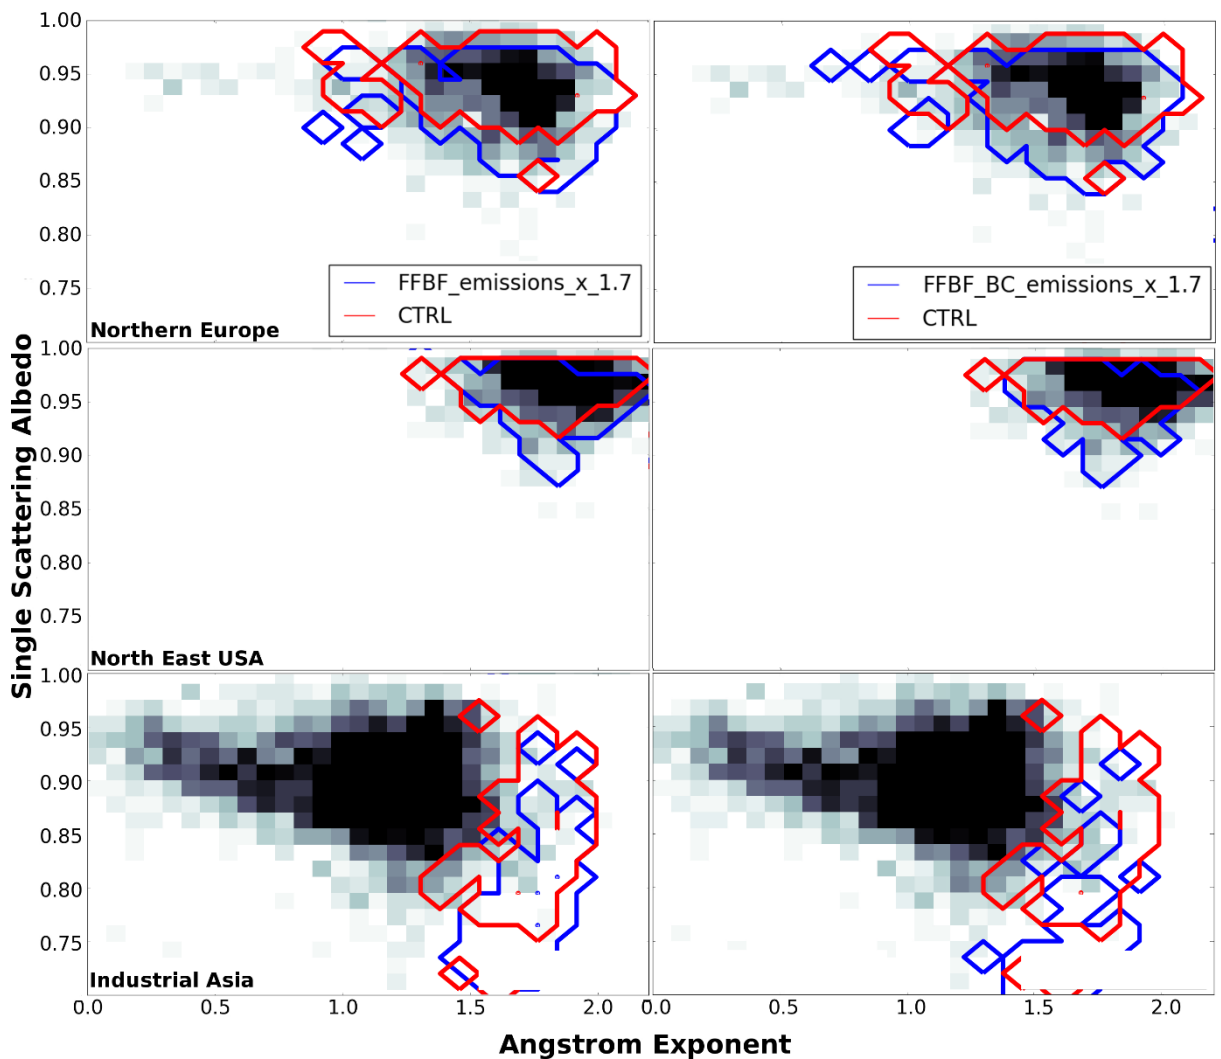 1.00
0.95
0.90
0.85
0.80
0.75
FFBF_emissions_x_1.7
CTRL
Northern Europe
FFBF_BC_emissions_x_1.7
CTRL
1.00
0.95
0.90
0.85
0.80
0.75
North East USA
1.00
0.95
0.90
0.85
0.80
0.75
Industrial Asia
0.0 0.5 1.0 1.5 2.0
0.0 0.5 1.0 1.5 2.0
Single Scattering Albedo
Angstrom Exponent